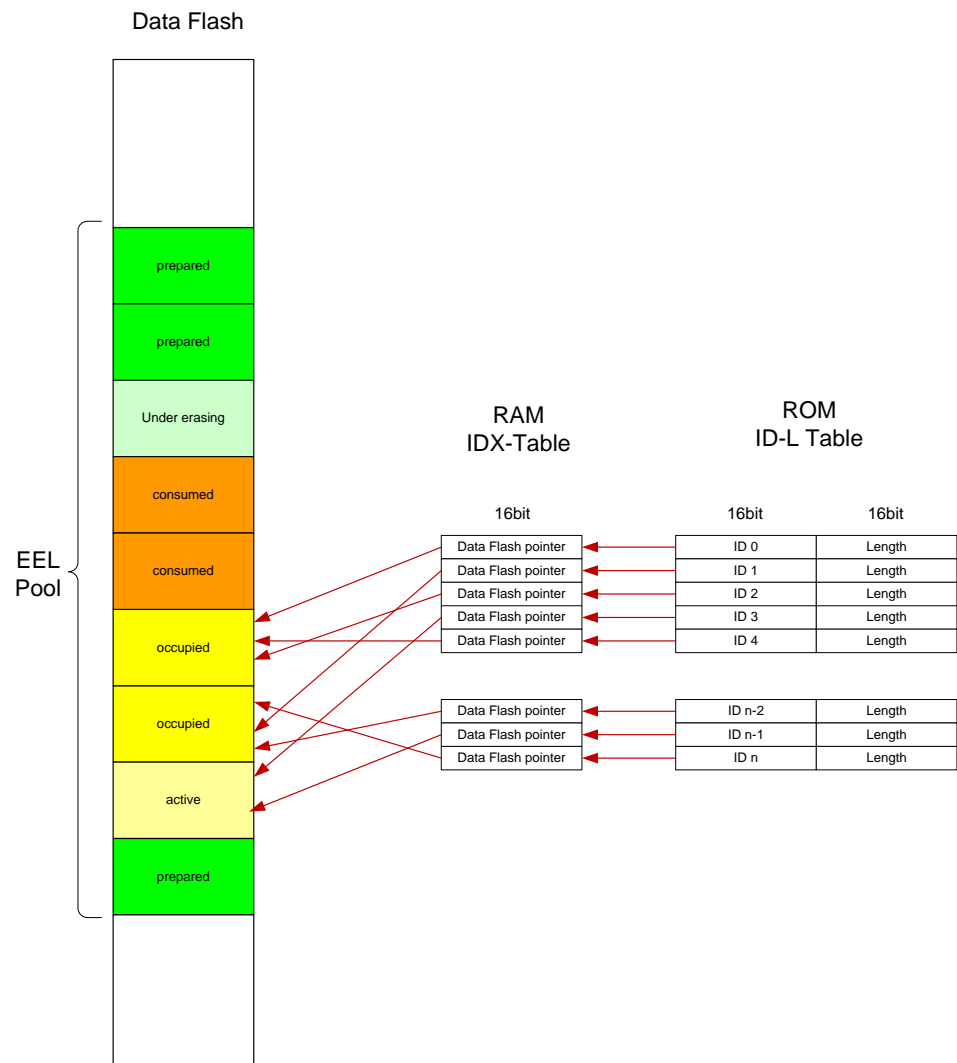 Data Flash
prepared
prepared
Under erasing
consumed
consumed
occupied
occupied
active
prepared
EEL
Pool
RAM
IDX-Table
ROM
ID-L Table
16bit 16bit 16bit
Data Flash pointer ID 0 Length
Data Flash pointer ID 1 Length
Data Flash pointer ID 2 Length
Data Flash pointer ID 3 Length
Data Flash pointer ID 4 Length
Data Flash pointer ID n-2 Length
Data Flash pointer ID n-1 Length
Data Flash pointer ID n Length